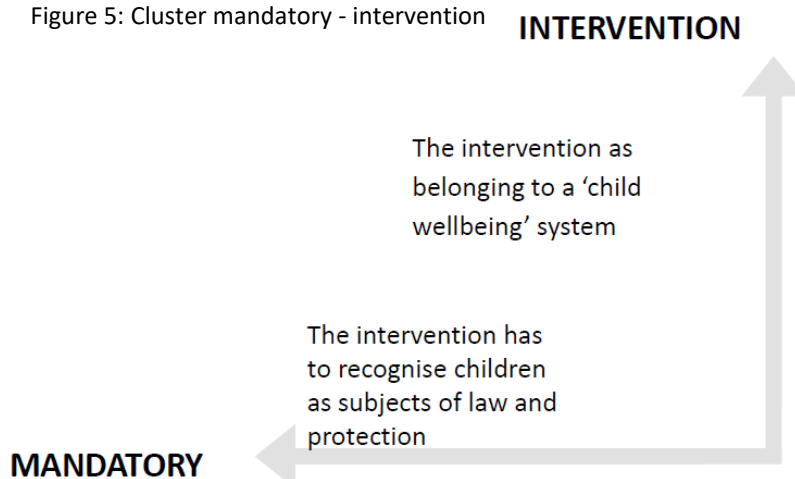 Figure 5: Cluster mandatory - intervention
INTERVENTION
The intervention as
belonging to a ‘child
wellbeing’ system
The intervention has
to recognise children
as subjects of law and
protection
MANDATORY